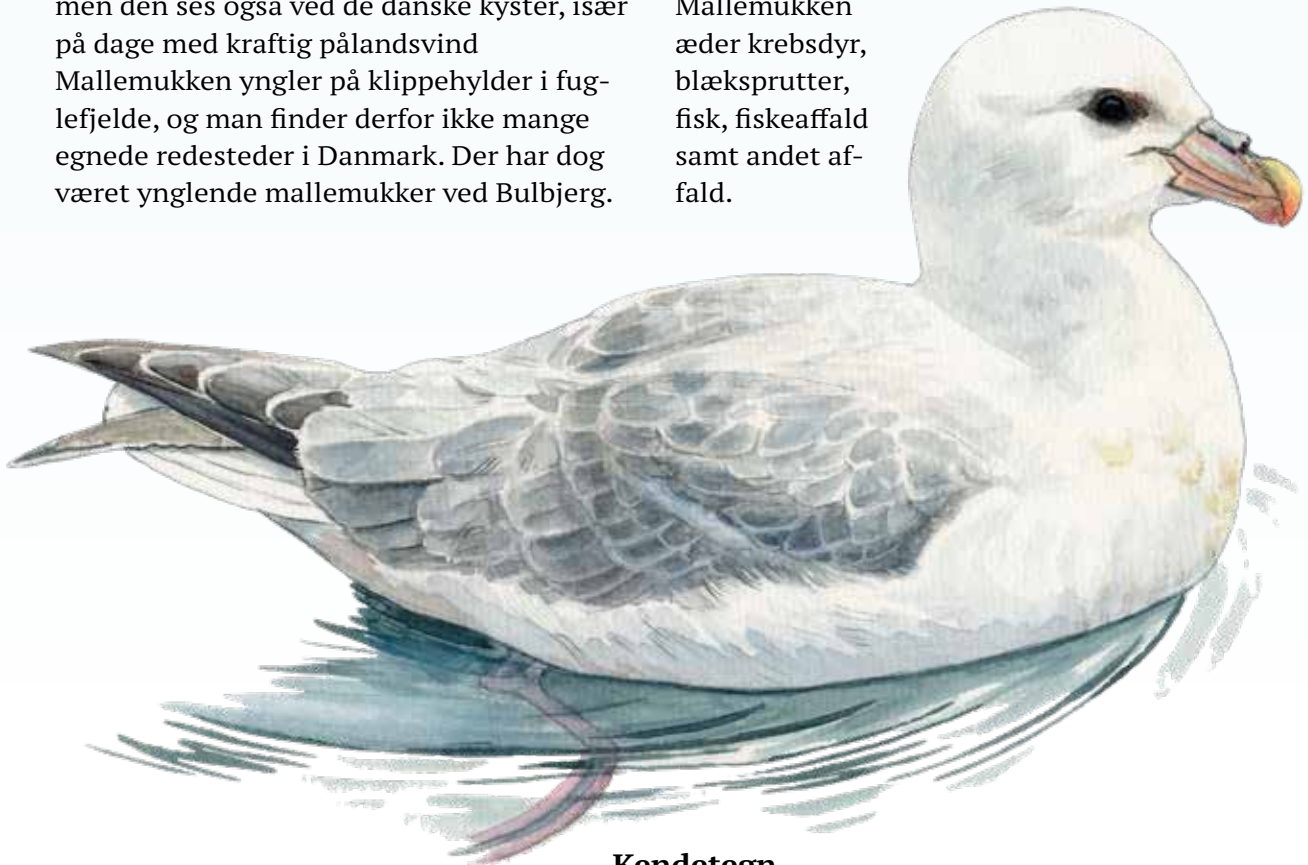 men den ses også ved de danske kyster, især
på dage med kraftig pålandsvind
Mallemukken yngler på klippehylder i fug-
lefjelde, og man finder derfor ikke mange
egnede redesteder i Danmark. Der har dog
været ynglende mallemukker ved Bulbjerg.
Mallemukken
æder krebsdyr,
blæksprutter,
fisk, fiskeaffald
samt andet af-
fald.
Kendetegn